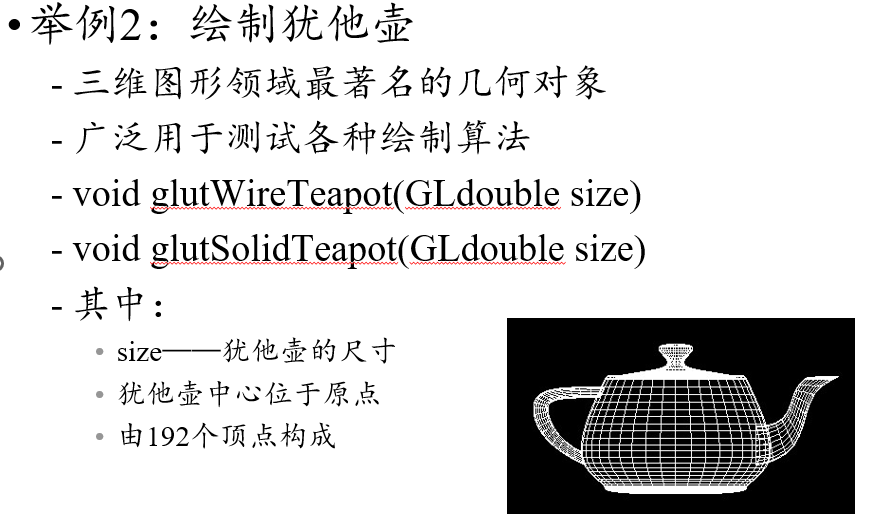 •举例2：绘制犹他壶
- 三维图形领域最著名的几何对象
- 广泛用于测试各种绘制算法
- void glutWireTeapot(GLdouble size)
- void glutSolidTeapot(GLdouble size)
- 其中：
• size——犹他壶的尺寸
• 犹他壶中心位于原点
• 由192个顶点构成